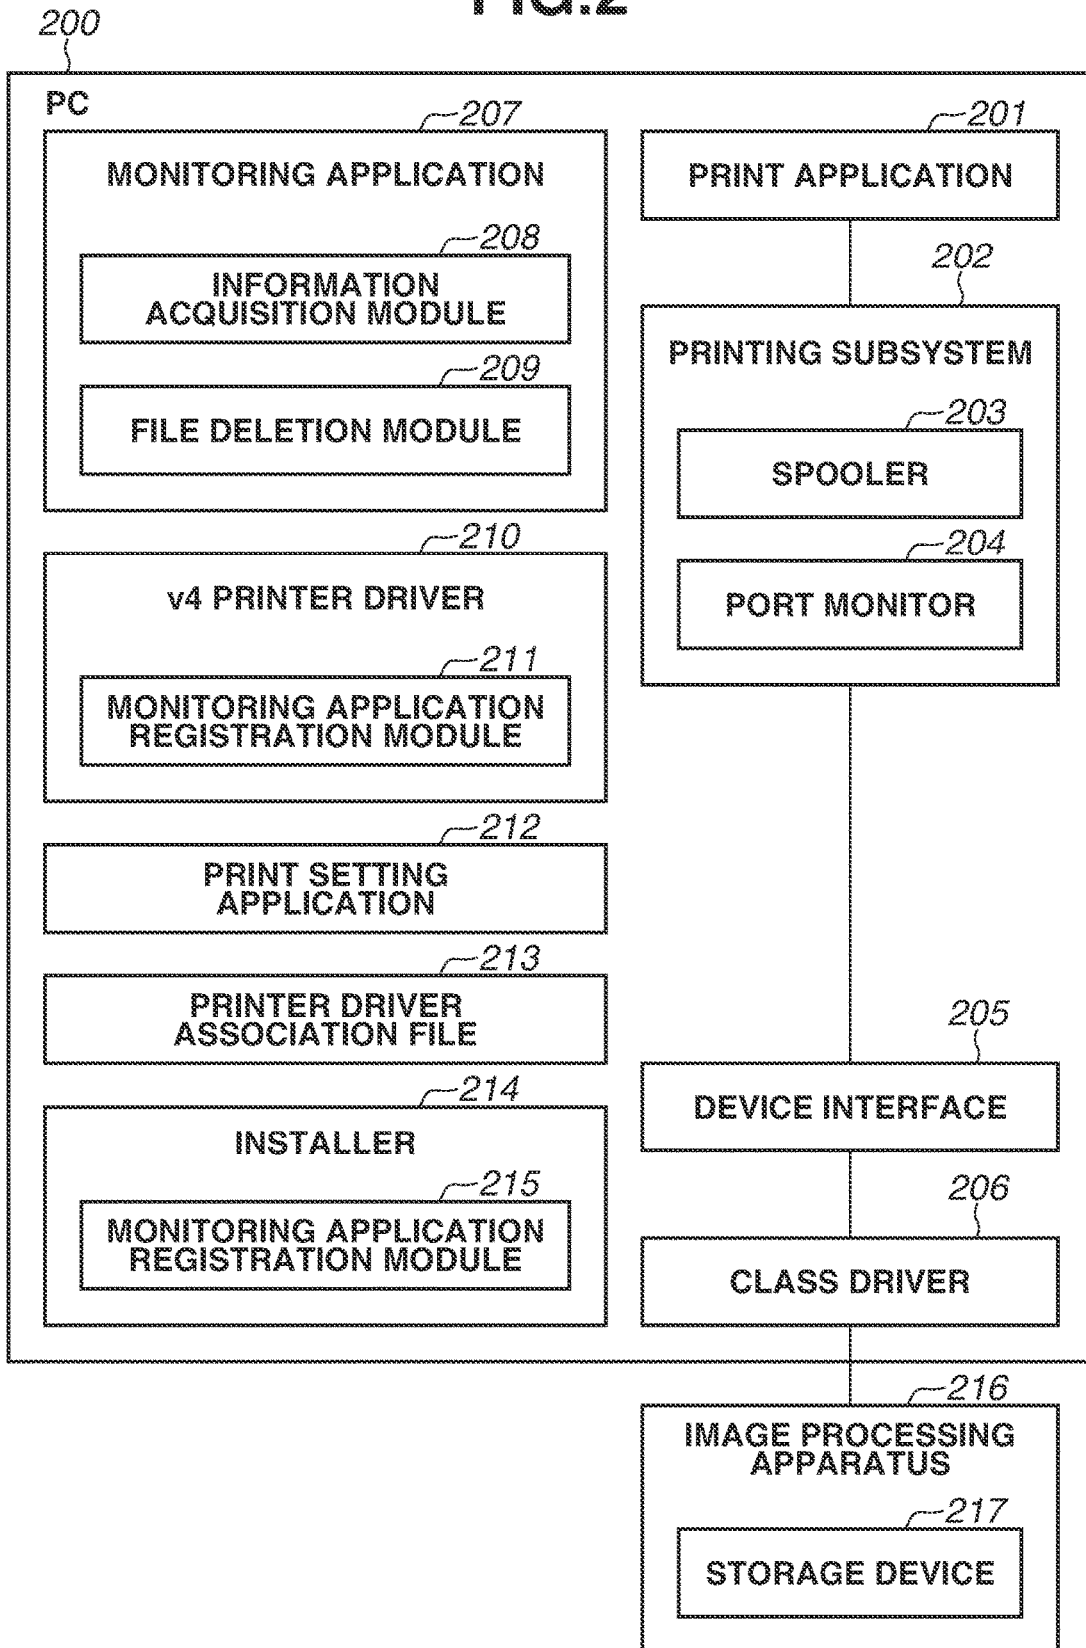 FIG.2
200
PC
207
MONITORING APPLICATION
208
INFORMATION
ACQUISITION MODULE
209
FILE DELETION MODULE
210
v4 PRINTER DRIVER
211
MONITORING APPLICATION
REGISTRATION MODULE
212
PRINT SETTING
APPLICATION
213
PRINTER DRIVER
ASSOCIATION FILE
214
INSTALLER
215
MONITORING APPLICATION
REGISTRATION MODULE
201
PRINT APPLICATION
202
PRINTING SUBSYSTEM
203
SPOOLER
204
PORT MONITOR
205
DEVICE INTERFACE
206
CLASS DRIVER
216
IMAGE PROCESSING
APPARATUS
217
STORAGE DEVICE